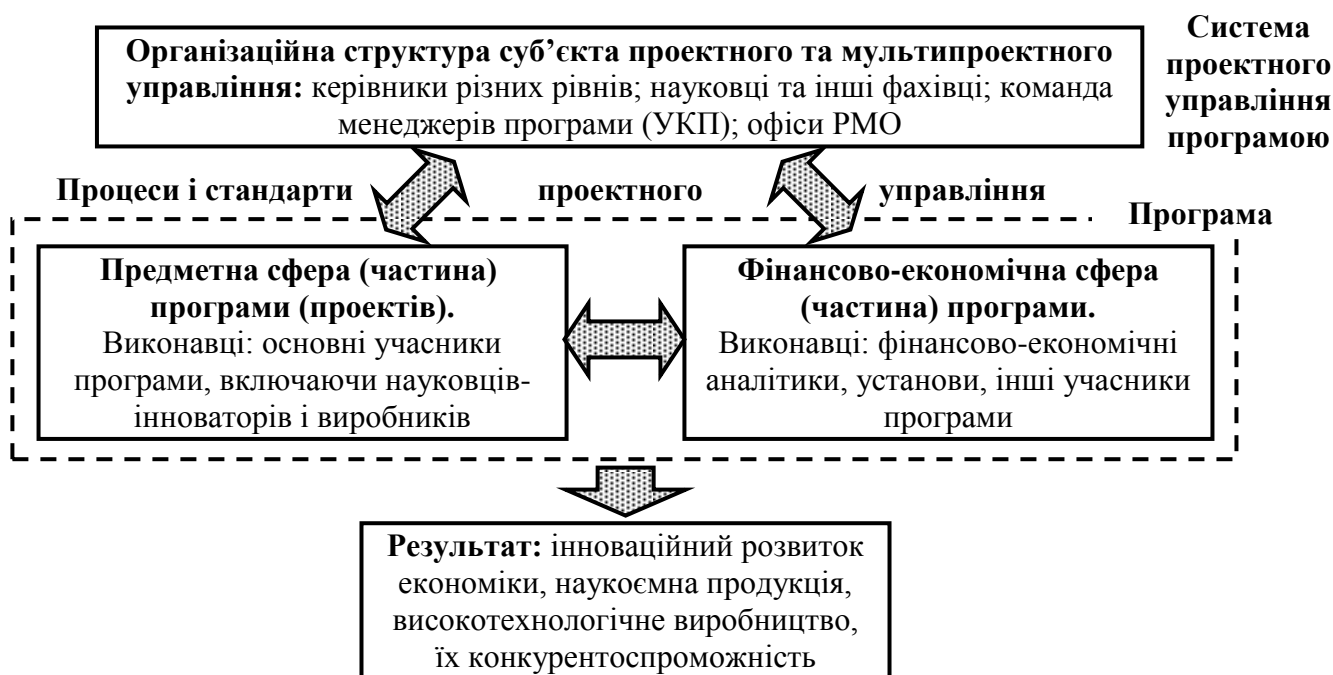 Організаційна структура суб’єкта проектного та мультипроектного
управління: керівники різних рівнів; науковці та інші фахівці; команда
менеджерів програми (УКП); офіси PMO
Система
проектного
управління
програмою
Процеси і стандарти проектного управління
Програма
Предметна сфера (частина)
програми (проектів).
Виконавці: основні учасники
програми, включаючи науковців-
інноваторів і виробників
Фінансово-економічна сфера
(частина) програми.
Виконавці: фінансово-економічні
аналітики, установи, інші учасники
програми
Результат: інноваційний розвиток
економіки, наукоємна продукція,
високотехнологічне виробництво,
їх конкурентоспроможність